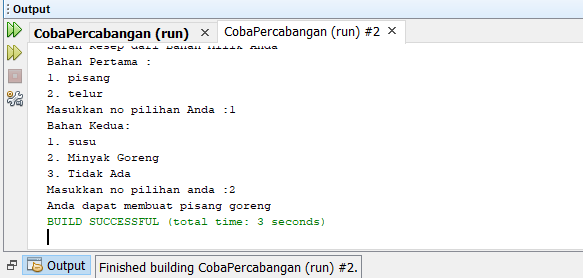 Output
CobaPercabangan (run) × CobaPercabangan (run) #2 ×
Saran Resep dari Bahan Milik Anda
Bahan Pertama :
1. pisang
2. telur
Masukkan no pilihan Anda :1
Bahan Kedua:
1. susu
2. Minyak Goreng
3. Tidak Ada
Masukkan no pilihan anda :2
Anda dapat membuat pisang goreng
BUILD SUCCESSFUL (total time: 3 seconds)
Output Finished building CobaPercabangan (run) #2.